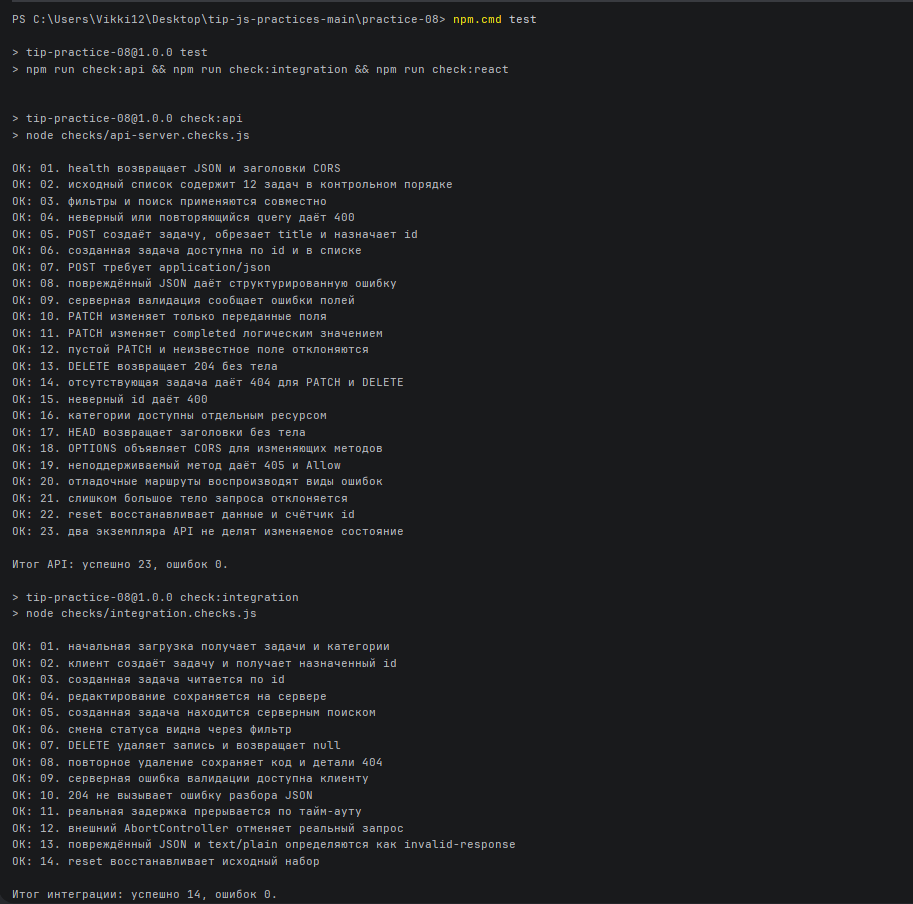 PS C:\Users\Vikki12\Desktop\tip-js-practices-main\practice-08> npm.cmd test
> tip-practice-08@1.0.0 test
> npm run check:api && npm run check:integration && npm run check:react
> tip-practice-08@1.0.0 check:api
> node checks/api-server.checks.js
OK: 01. health возвращает JSON и заголовки CORS
OK: 02. исходный список содержит 12 задач в контрольном порядке
OK: 03. фильтры и поиск применяются совместно
OK: 04. неверный или повторяющийся query даёт 400
OK: 05. POST создаёт задачу, обрезает title и назначает id
OK: 06. созданная задача доступна по id и в списке
OK: 07. POST требует application/json
OK: 08. повреждённый JSON даёт структурированную ошибку
OK: 09. серверная валидация сообщает ошибки полей
OK: 10. PATCH изменяет только переданные поля
OK: 11. PATCH изменяет completed логическим значением
OK: 12. пустой PATCH и неизвестное поле отклоняются
OK: 13. DELETE возвращает 204 без тела
OK: 14. отсутствующая задача даёт 404 для PATCH и DELETE
OK: 15. неверный id даёт 400
OK: 16. категории доступны отдельным ресурсом
OK: 17. HEAD возвращает заголовки без тела
OK: 18. OPTIONS объявляет CORS для изменяющих методов
OK: 19. неподдерживаемый метод даёт 405 и Allow
OK: 20. отладочные маршруты воспроизводят виды ошибок
OK: 21. слишком большое тело запроса отклоняется
OK: 22. reset восстанавливает данные и счётчик id
OK: 23. два экземпляра API не делят изменяемое состояние
Итог API: успешно 23, ошибок 0.
> tip-practice-08@1.0.0 check:integration
> node checks/integration.checks.js
OK: 01. начальная загрузка получает задачи и категории
OK: 02. клиент создаёт задачу и получает назначенный id
OK: 03. созданная задача читается по id
OK: 04. редактирование сохраняется на сервере
OK: 05. созданная задача находится серверным поиском
OK: 06. смена статуса видна через фильтр
OK: 07. DELETE удаляет запись и возвращает null
OK: 08. повторное удаление сохраняет код и детали 404
OK: 09. серверная ошибка валидации доступна клиенту
OK: 10. 204 не вызывает ошибку разбора JSON
OK: 11. реальная задержка прерывается по тайм-ауту
OK: 12. внешний AbortController отменяет реальный запрос
OK: 13. повреждённый JSON и text/plain определяются как invalid-response
OK: 14. reset восстанавливает исходный набор
Итог интеграции: успешно 14, ошибок 0.